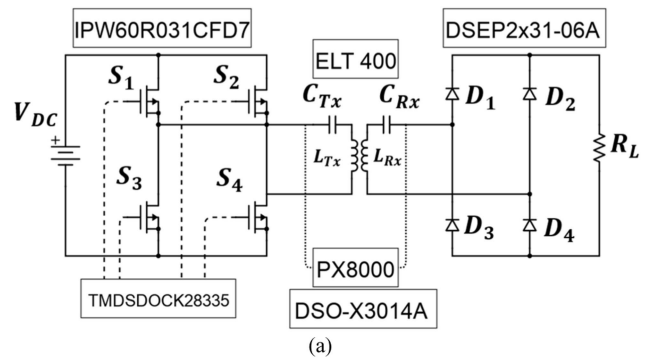 IPW60R031CFD7
DSEP2x31-06A
ELT 400
S1
S2
CTx
CRx
D1
D2
VDC
+
LTx
LRx
RL
S3
S4
D3
D4
TMDSDOCK28335
PX8000
DSO-X3014A
(a)